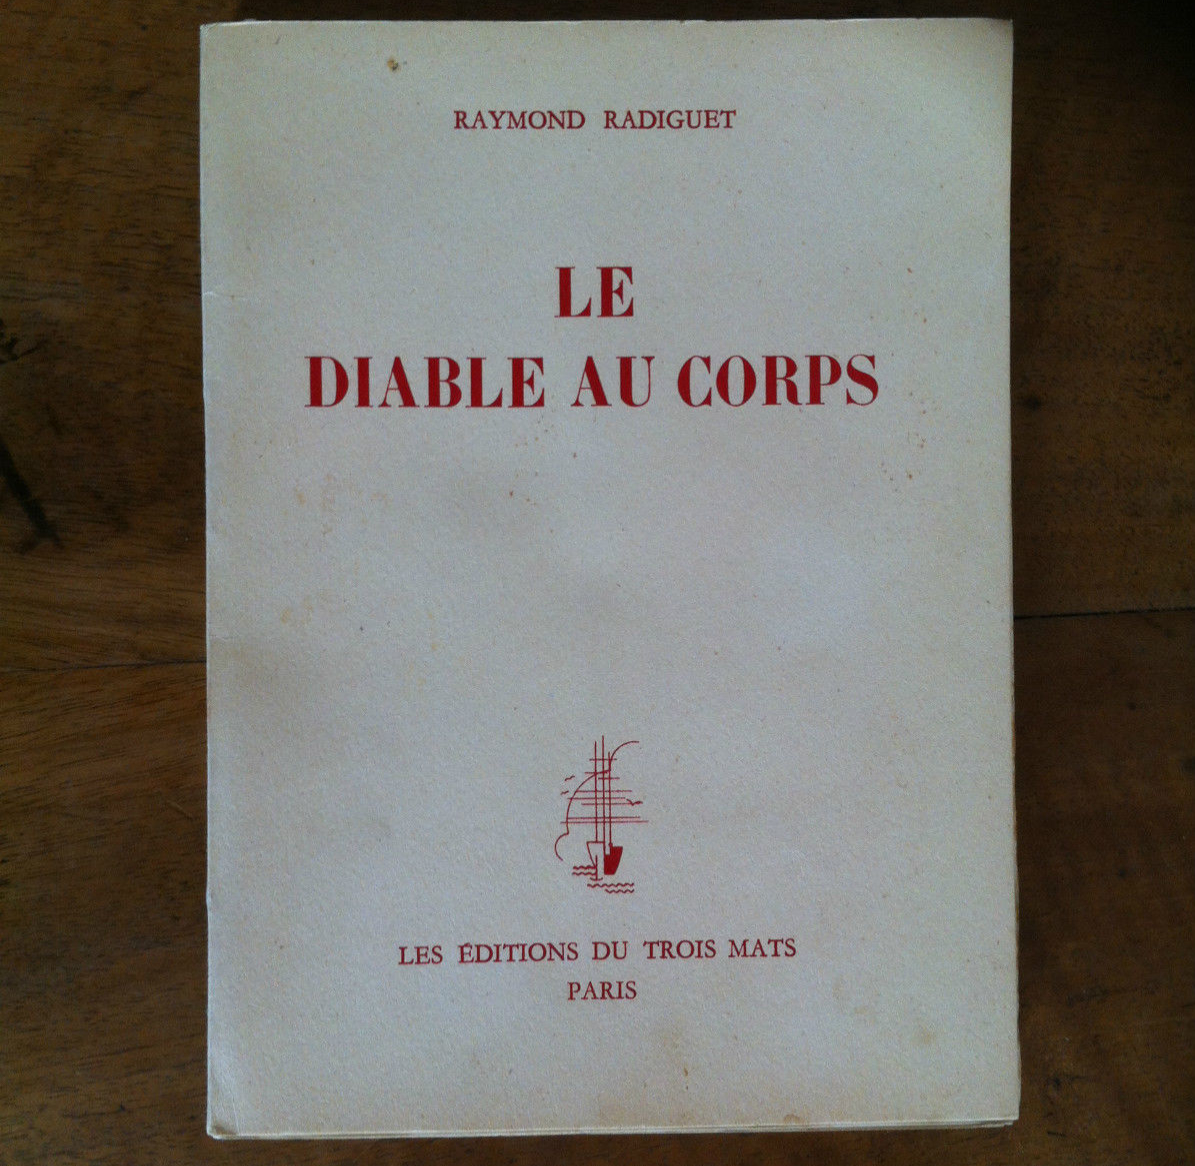 RAYMOND RADIGUET
LE
DIABLE AU CORPS
LES ÉDITIONS DU TROIS MATS
PARIS